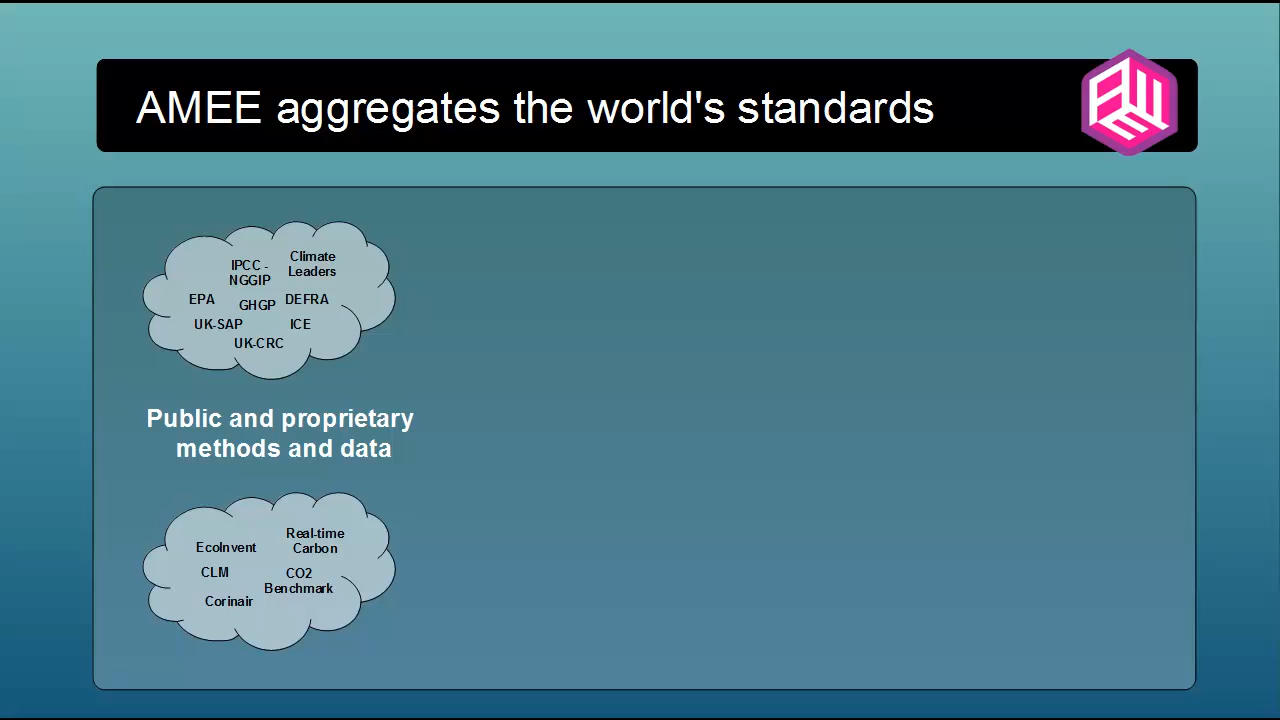 AMEE aggregates the world's standards
AMEE
IPCC -
NGGIP
Climate
Leaders
EPA
GHGP
DEFRA
UK-SAP
ICE
UK-CRC
Public and proprietary
methods and data
EcoInvent
Real-time
Carbon
CLM
CO2
Benchmark
Corinair